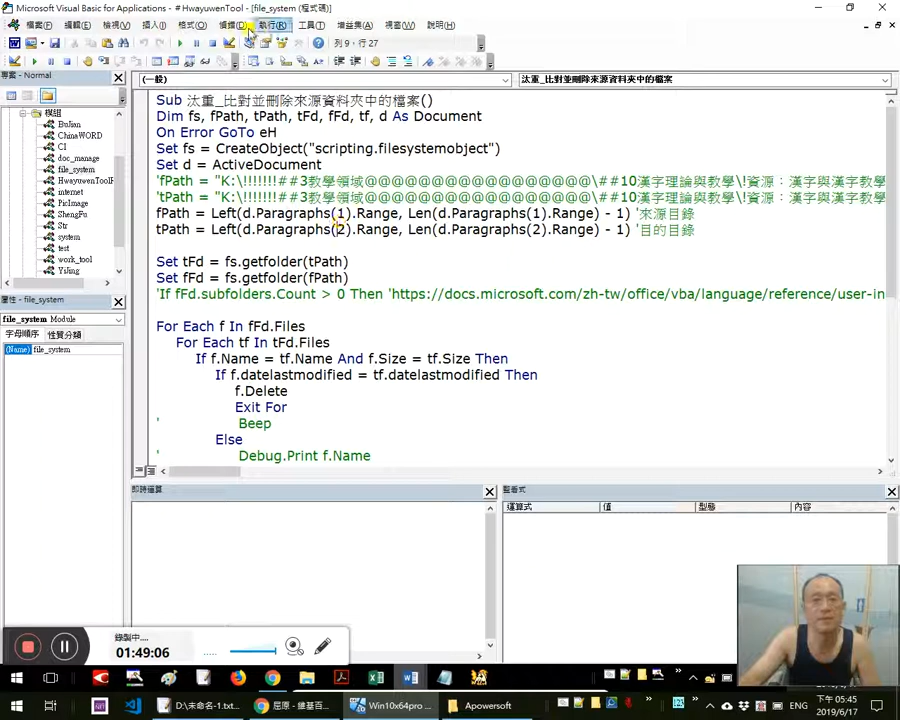 Microsoft Visual Basic for Applications - # HwayuwenTool - [file_system (程式碼)]
檔案(F) 編輯(E) 檢視(V) 插入(I) 格式(O) 偵錯(D) 執行(R) 工具(T) 增益集(A) 視窗(W) 說明(H)
列 9, 行 27
專案 - Normal
(一般)
汰重_比對並刪除來源資料夾中的檔案
模組
BuJian
ChinaWORD
C1
doc_manage
file_system
HwayuwenToolF
internet
PicImage
ShengFu
Str
system
test
work_tool
YiJing
屬性 - file_system
file_system Module
字母順序 性質分類
(Name) file_system
Sub 汰重_比對並刪除來源資料夾中的檔案()
Dim fs, fPath, tPath, tFd, fFd, tf, d As Document
On Error GoTo eH
Set fs = CreateObject("scripting.filesystemobject")
Set d = ActiveDocument
'fPath = "K:\!!!!!!!##3教學領域@@@@@@@@@@@@@@@@@\##10漢字理論與教學\!資源：漢字與漢字教學
'tPath = "K:\!!!!!!!##3教學領域@@@@@@@@@@@@@@@@@\##10漢字理論與教學\!資源：漢字與漢字教學
fPath = Left(d.Paragraphs(1).Range, Len(d.Paragraphs(1).Range) - 1) '來源目錄
tPath = Left(d.Paragraphs(2).Range, Len(d.Paragraphs(2).Range) - 1) '目的目錄
Set tFd = fs.getfolder(tPath)
Set fFd = fs.getfolder(fPath)
'If fFd.subfolders.Count > 0 Then 'https://docs.microsoft.com/zh-tw/office/vba/language/reference/user-in
For Each f In fFd.Files
For Each tf In tFd.Files
If f.Name = tf.Name And f.Size = tf.Size Then
If f.datelastmodified = tf.datelastmodified Then
f.Delete
Exit For
' Beep
Else
' Debug.Print f.Name
即時運算
監看式
運算式 值 型態 內容
錄製中....
01:49:06
下午 05:45
D:\未命名-1.txt...
屈原 - 維基百...
Win10x64pro ...
Apowersoft
ENG
下午 05:45
2019/6/17